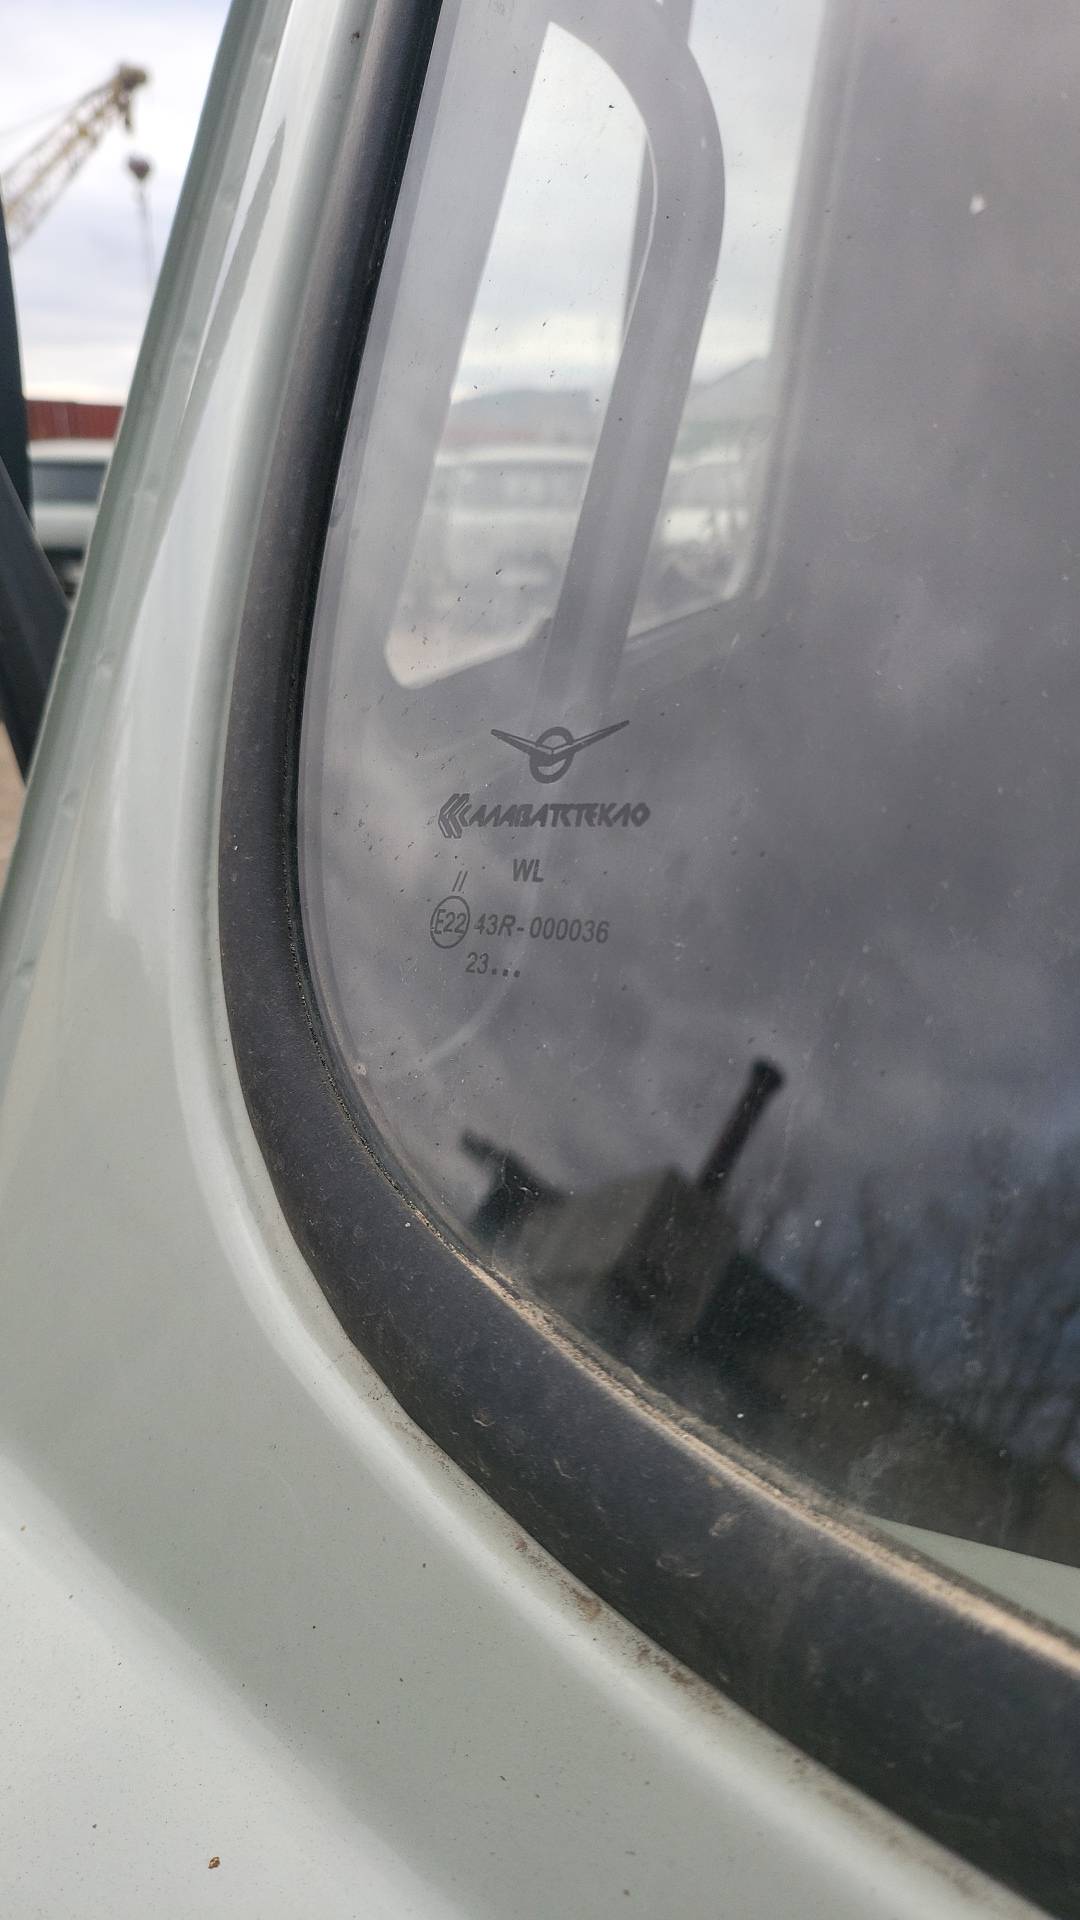 САЛАВАТСТЕКЛО
WL
//
E22 43R-000036
23...